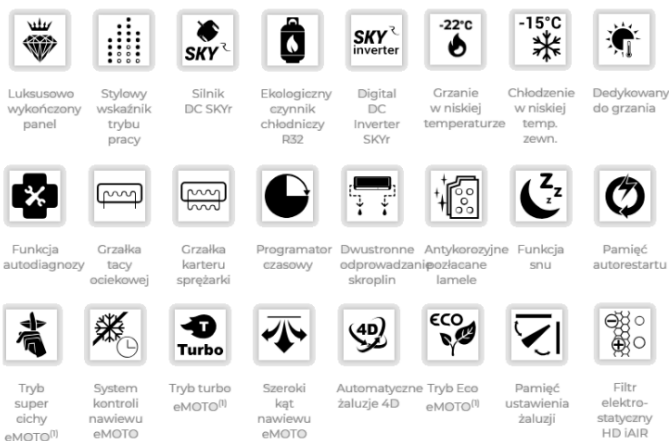 SKY R
SKY R
inverter
-22°C
-15°C
Luksusowo
wykończony
panel
Stylowy
wskaźnik
trybu
pracy
Silnik
DC SKYr
Ekologiczny
czynnik
chłodniczy
R32
Digital
DC
Inverter
SKYr
Grzanie
w niskiej
temperaturze
Chłodzenie
w niskiej
temp.
zewn.
Dedykowany
do grzania
Z Z Z
Funkcja
autodiagnozy
Grzałka
tacy
ociekowej
Grzałka
karteru
sprężarki
Programator
czasowy
Dwustronne
odprowadzanie
skroplin
Antykorozyjne
pozłacane
lamele
Funkcja
snu
Pamięć
autorestartu
T
Turbo
4D
ECO
Tryb
super
cichy
eMOTO(1)
System
kontroli
nawiewu
eMOTO
Tryb turbo
eMOTO(1)
Szeroki
kąt
nawiewu
eMOTO
Automatyczne
żaluzje 4D
Tryb Eco
eMOTO(1)
Pamięć
ustawienia
żaluzji
Filtr
elektro-
statyczny
HD iAIR